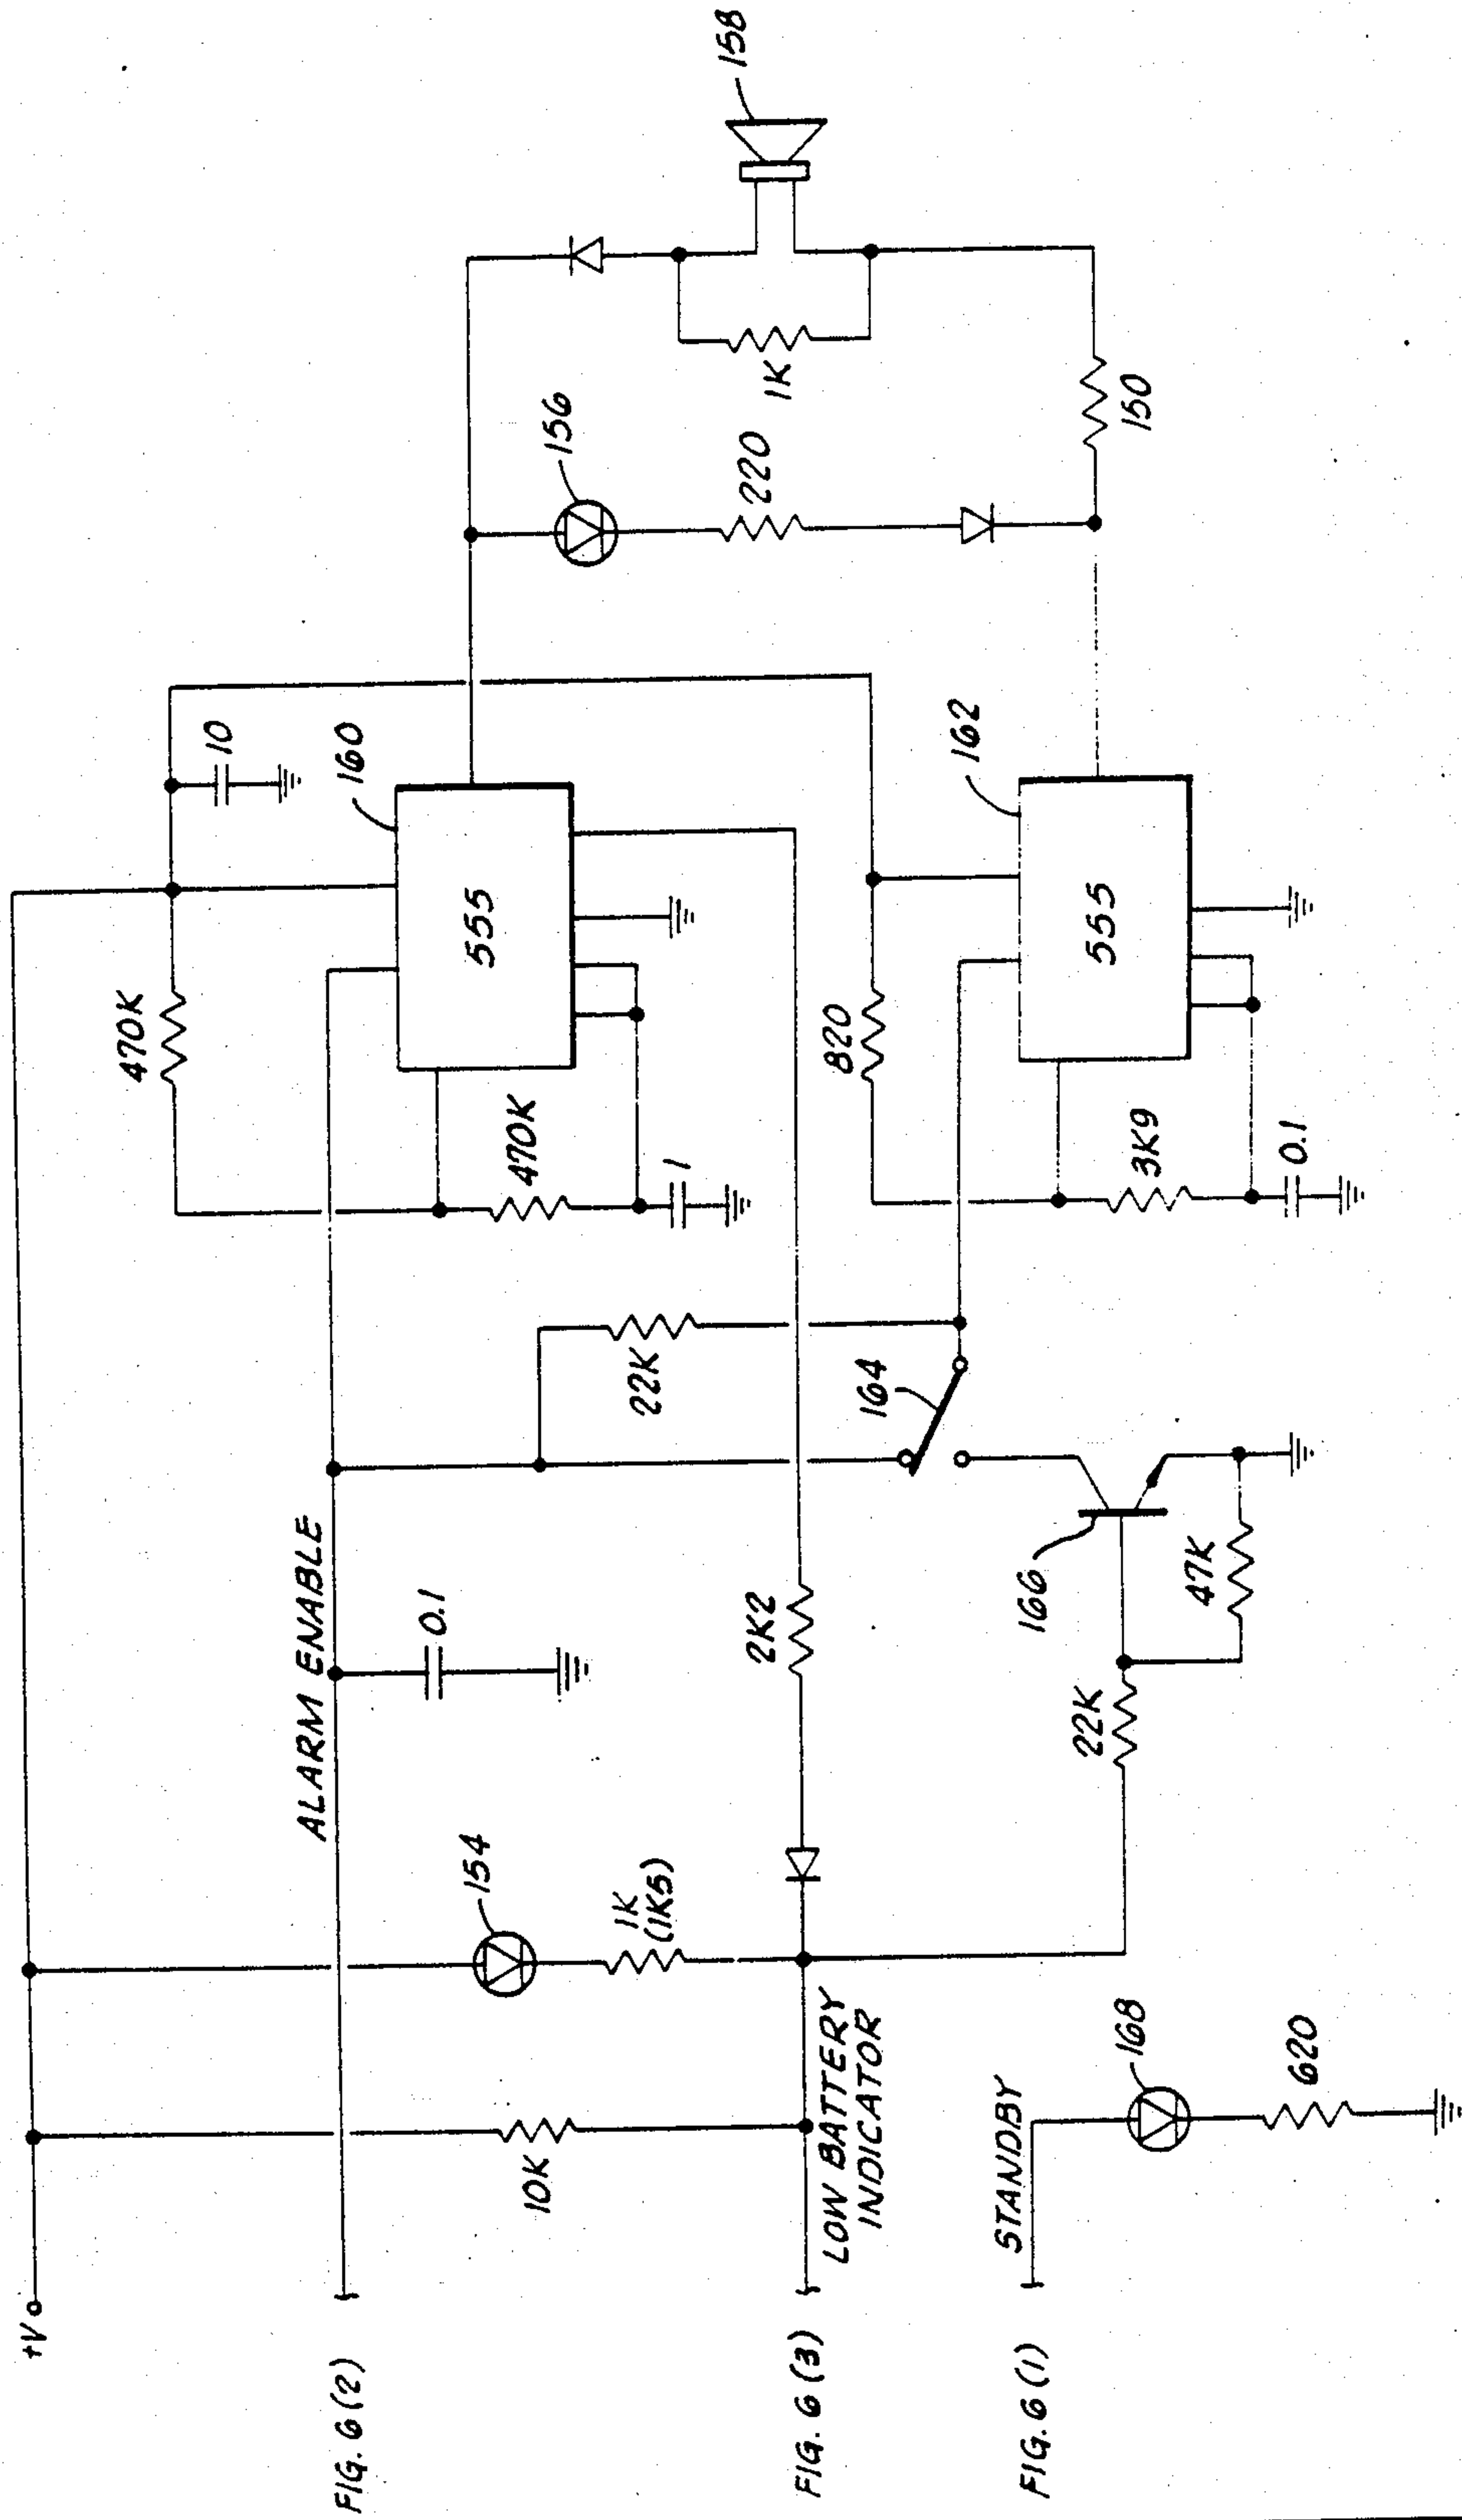 +V
FIG. 6 (2)
ALARM ENABLE
FIG. 6 (3)
LOW BATTERY
INDICATOR
FIG. 6 (1)
STANDBY
10K
154
1K
(1K5)
0.1
168
620
2K2
22K
166
47K
164
22K
470K
470K
1
555
160
10
820
3K9
0.1
555
162
156
220
1K
150
158